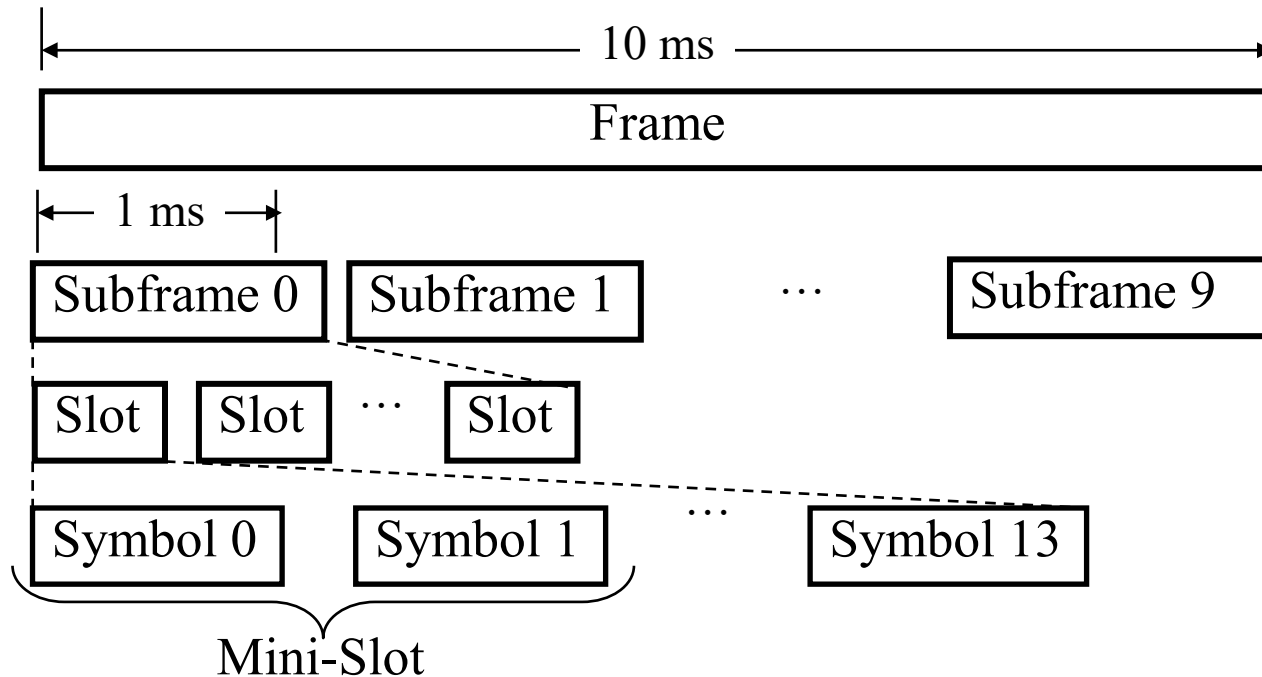 10 ms
Frame
1 ms
Subframe 0 Subframe 1 ... Subframe 9
Slot Slot ... Slot
Symbol 0 Symbol 1 ... Symbol 13
Mini-Slot